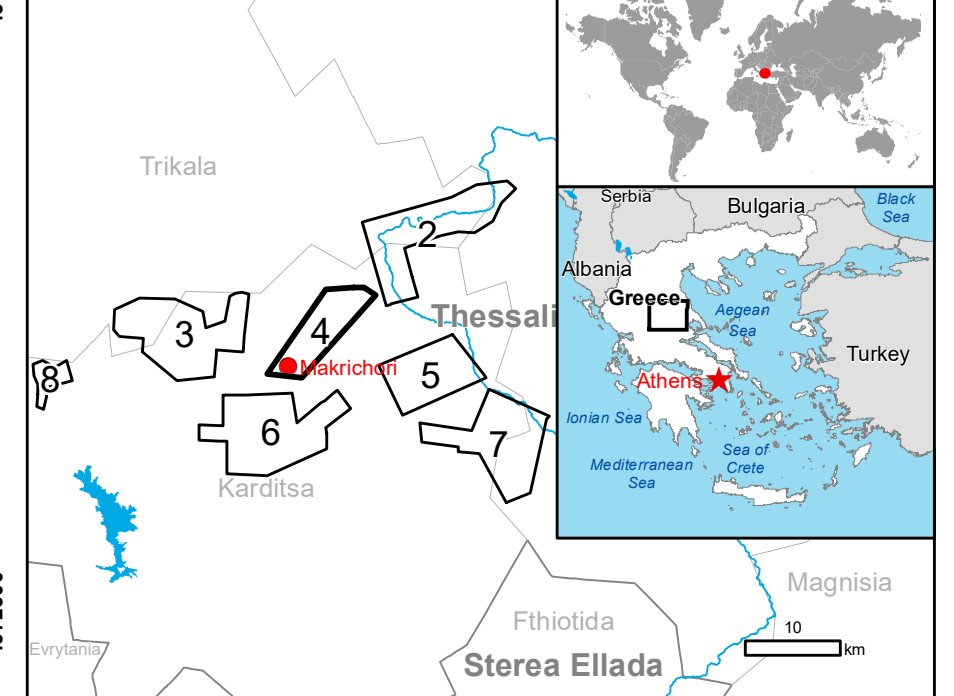 Trikala
2
3
4
Thessali
Makrichori
5
8
6
7
Karditsa
Serbia
Bulgaria
Black
Sea
Albania
Greece
Aegean
Sea
Turkey
Athens
Ionian Sea
Sea of
Crete
Mediterranean
Sea
Magnisia
Fthiotida
10
km
Evrytania
Sterea Ellada